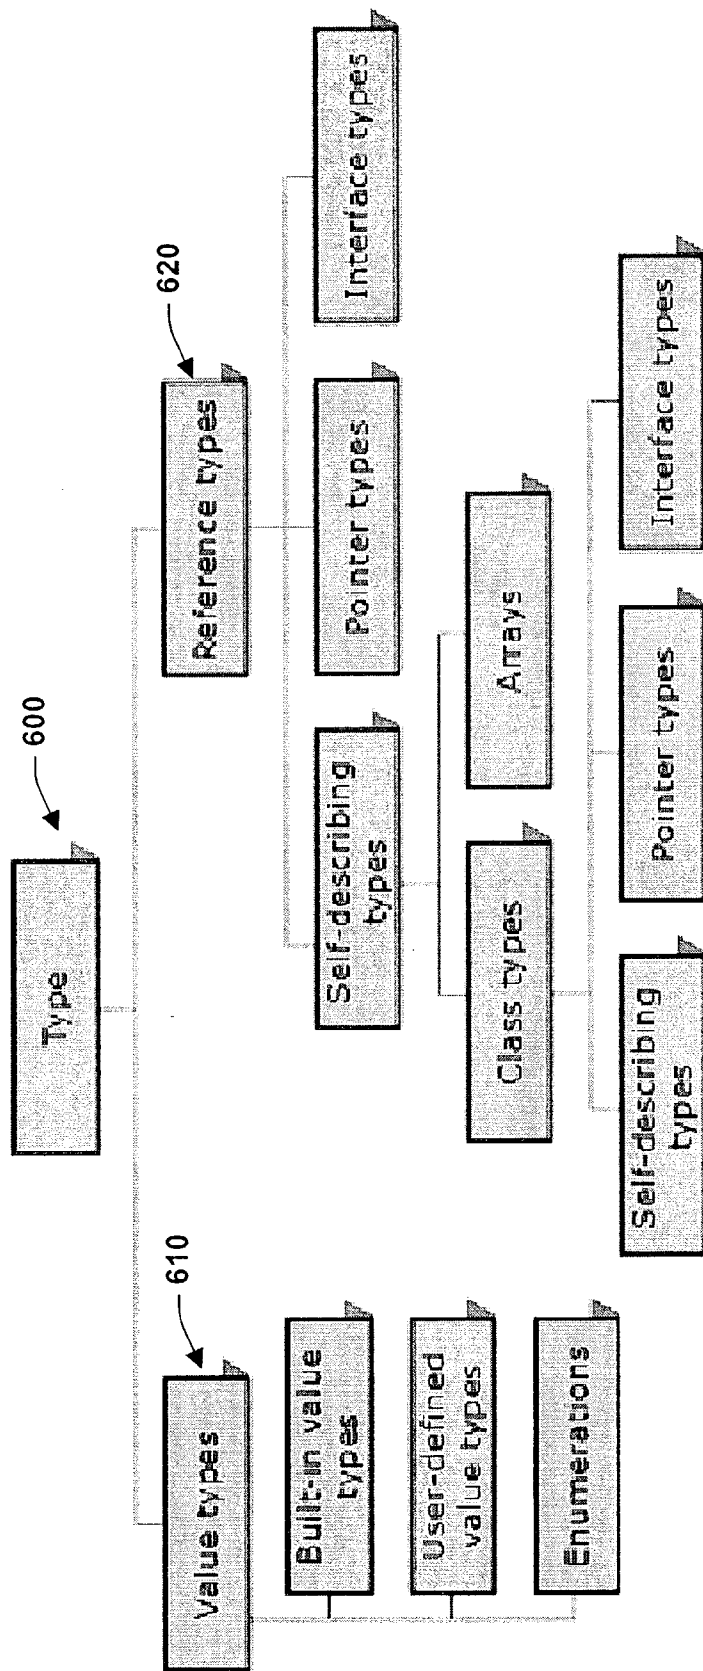 600
Type
610
Value types
620
Reference types
Built-in value
types
User-defined
value types
Enumerations
Self-describing
types
Pointer types
Interface types
Class types
Arrays
Self-describing
types
Pointer types
Interface types